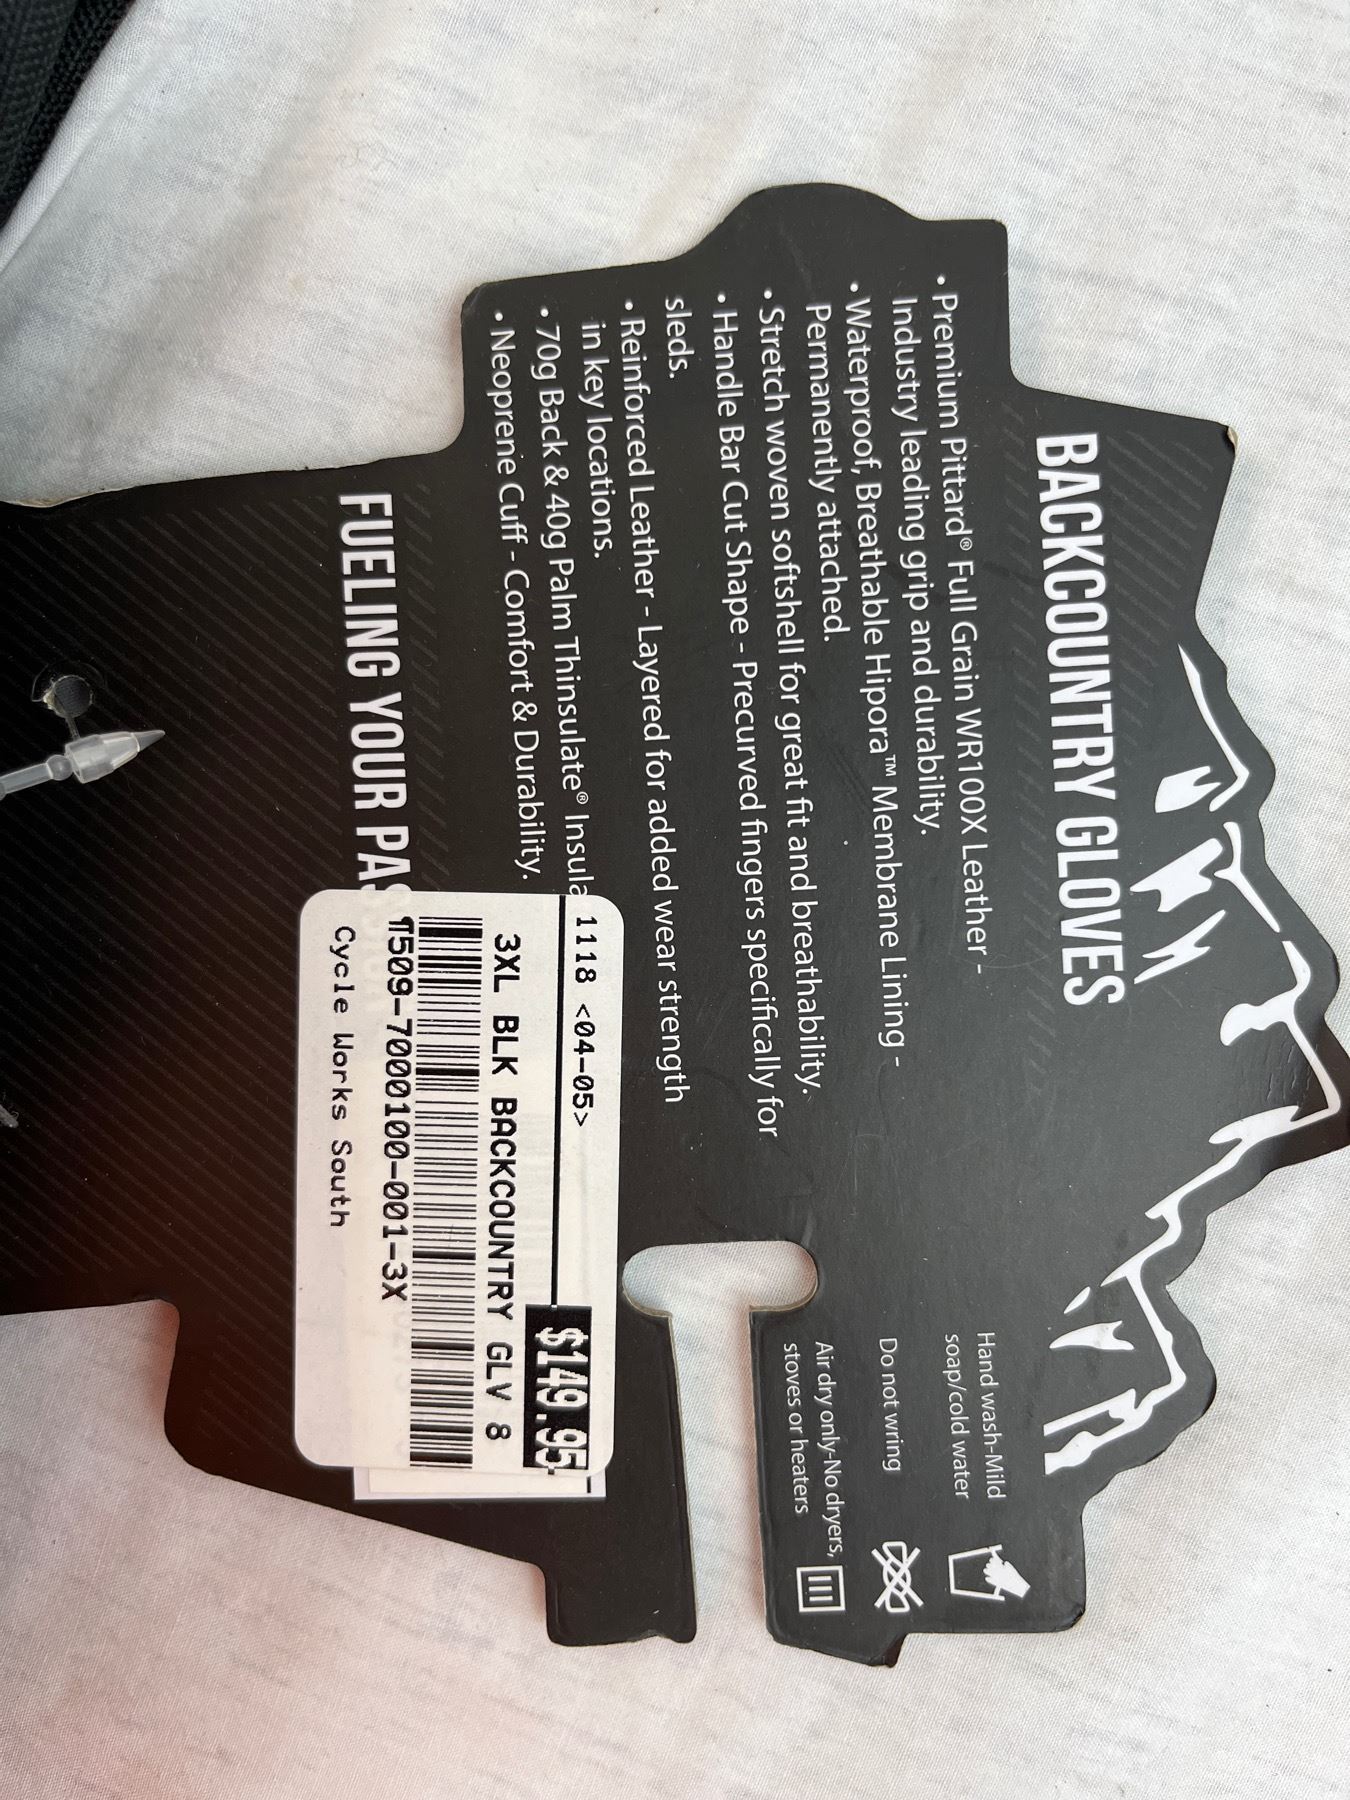 BACKCOUNTRY GLOVES
• Premium Pittard® Full Grain WR100X Leather -
Industry leading grip and durability.
• Waterproof, Breathable Hipora™ Membrane Lining -
Permanently attached.
• Stretch woven softshell for great fit and breathability.
• Handle Bar Cut Shape - Precurved fingers specifically for
sleds.
• Reinforced Leather - Layered for added wear strength
in key locations.
• 70g Back & 40g Palm Thinsulate® Insula
• Neoprene Cuff - Comfort & Durability.
FUELING YOUR PAS
Hand wash-Mild
soap/cold water
Do not wring
Air dry only-No dryers,
stoves or heaters
1118 <04-05>
$149.95
3XL BLK BACKCOUNTRY GLV 8
¶509-7000100-001-3X
Cycle Works South